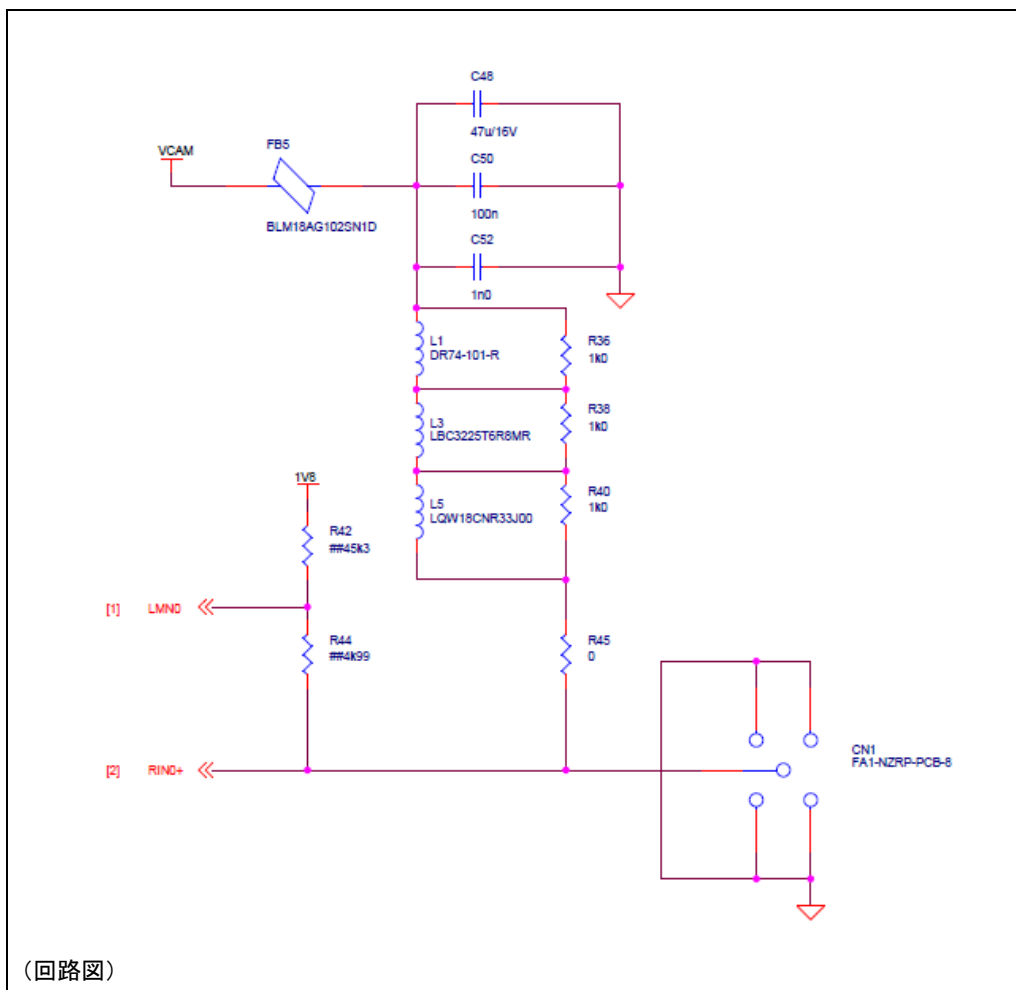 C48
47u/16V
VCAM
FB5
BLM18AG102SN1D
C50
100n
C52
1n0
L1
DR74-101-R
R36
1k0
L3
LBC3225T6R8MR
R38
1k0
L5
LQW18CNR33J00
R40
1k0
1V8
R42
##45k3
[1] LMN0
R44
##4k99
R45
0
[2] RIN0+
CN1
FA1-NZRP-PCB-8
(回路図)